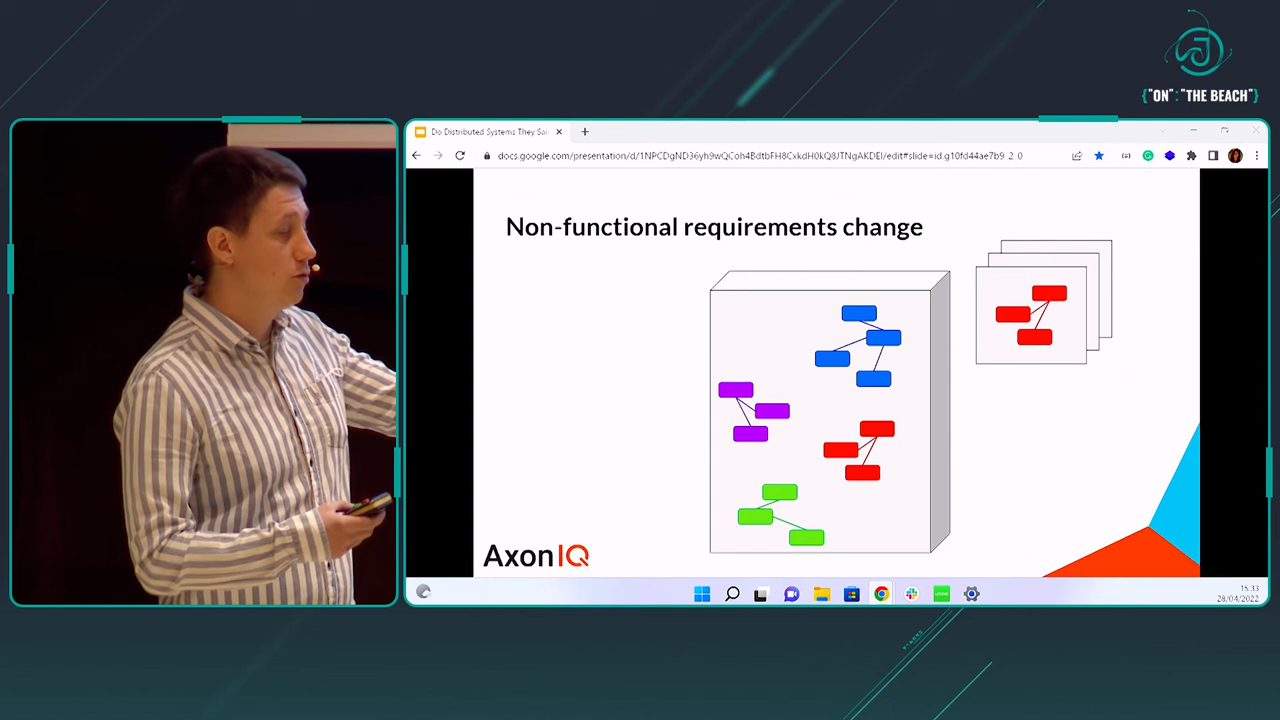 {"ON":"THE BEACH"}
Do Distributed Systems They Sai
docs.google.com/presentation/d/1NPCDgND36yh9wQCoh4BdtbFH8CxkdH0kQ8JTNgAKDEI/edit#slide=id.g10fd44ae7b9_2_0
Non-functional requirements change
AxonIQ
15.33
28/04/2022